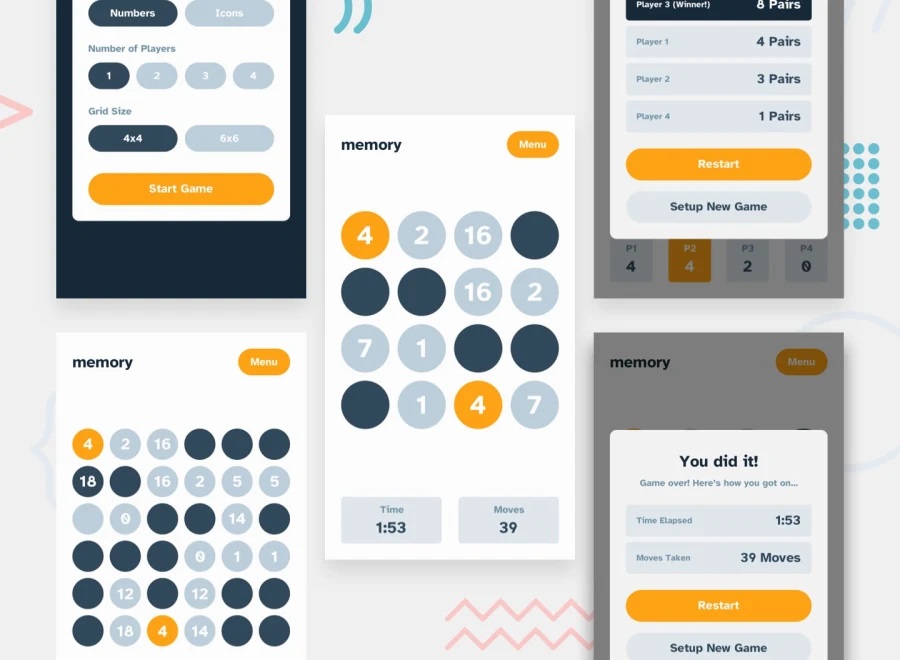 Numbers Icons
Number of Players
1 2 3 4
Grid Size
4x4 6x6
Start Game
memory Menu
4 2 16
18 16 2 5 5
0 14
0 1 1
12 12
18 4 14
memory Menu
4 2 16
16 2
7 1
1 4 7
Time Moves
1:53 39
Player 3 (Winner!) 8 Pairs
Player 1 4 Pairs
Player 2 3 Pairs
Player 4 1 Pairs
Restart
Setup New Game
P1 P2 P3 P4
4 4 2 0
memory Menu
You did it!
Game over! Here's how you got on…
Time Elapsed 1:53
Moves Taken 39 Moves
Restart
Setup New Game